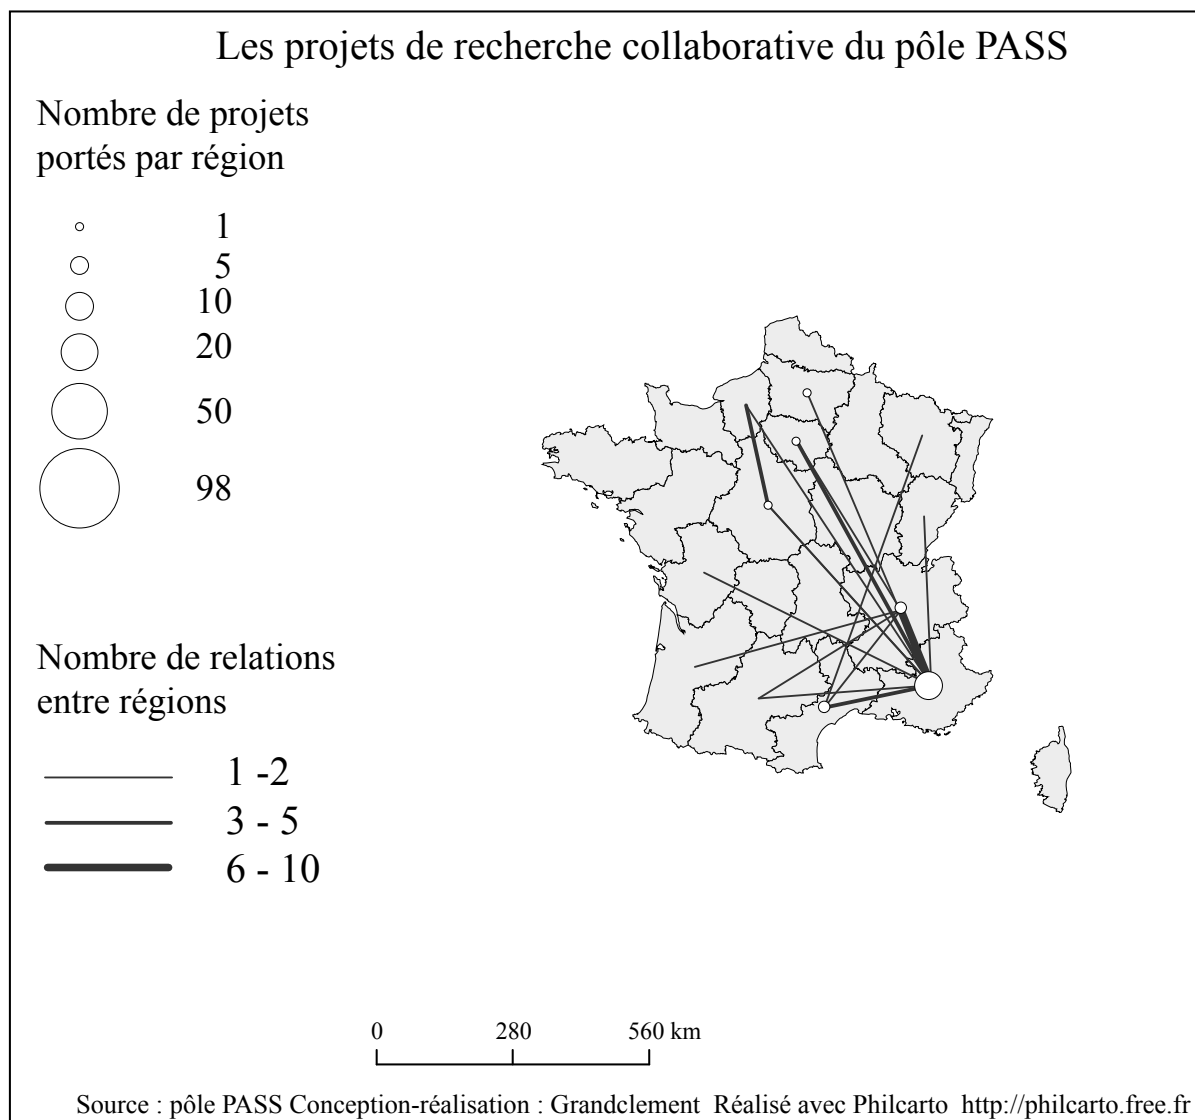 Les projets de recherche collaborative du pôle PASS
Nombre de projets
portés par région
1
5
10
20
50
98
Nombre de relations
entre régions
1 -2
3 - 5
6 - 10
0 280 560 km
Source : pôle PASS Conception-réalisation : Grandclement Réalisé avec Philcarto http://philcarto.free.fr